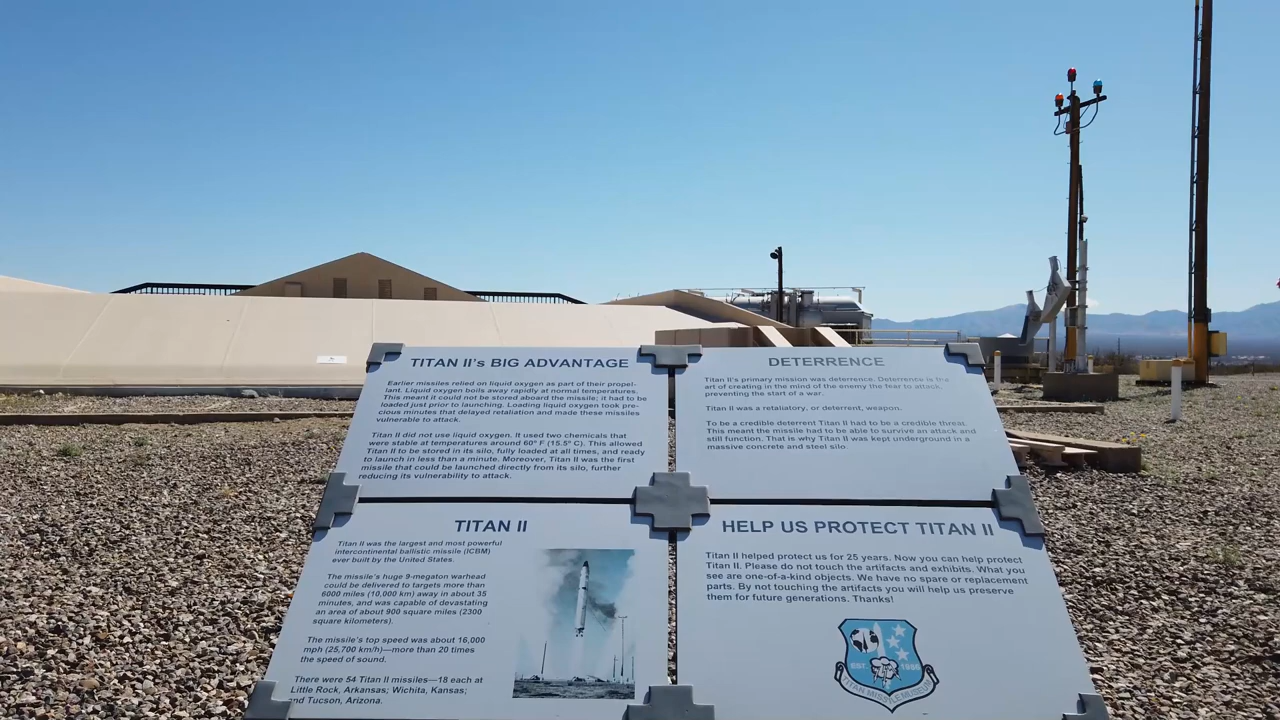 TITAN II's BIG ADVANTAGE
Earlier missiles relied on liquid oxygen as part of their propel-
lant. Liquid oxygen boils away rapidly at normal temperatures.
This meant it could not be stored aboard the missile; it had to be
loaded just prior to launching. Loading liquid oxygen took pre-
cious minutes that delayed retaliation and made these missiles
vulnerable to attack.
Titan II did not use liquid oxygen. It used two chemicals that
were stable at temperatures around 60° F (15.5° C). This allowed
Titan II to be stored in its silo, fully loaded at all times, and ready
to launch in less than a minute. Moreover, Titan II was the first
missile that could be launched directly from its silo, further
reducing its vulnerability to attack.
DETERRENCE
Titan II's primary mission was deterrence. Deterrence is the
art of creating in the mind of the enemy the fear to attack,
preventing the start of a war.
Titan II was a retaliatory, or deterrent, weapon.
To be a credible deterrent Titan II had to be a credible threat.
This meant the missile had to be able to survive an attack and
still function. That is why Titan II was kept underground in a
massive concrete and steel silo.
TITAN II
Titan II was the largest and most powerful
intercontinental ballistic missile (ICBM)
ever built by the United States.
The missile's huge 9-megaton warhead
could be delivered to targets more than
6000 miles (10,000 km) away in about 35
minutes, and was capable of devastating
an area of about 900 square miles (2300
square kilometers).
The missile's top speed was about 16,000
mph (25,700 km/h)—more than 20 times
the speed of sound.
There were 54 Titan II missiles—18 each at
Little Rock, Arkansas; Wichita, Kansas;
and Tucson, Arizona.
HELP US PROTECT TITAN II
Titan II helped protect us for 25 years. Now you can help protect
Titan II. Please do not touch the artifacts and exhibits. What you
see are one-of-a-kind objects. We have no spare or replacement
parts. By not touching the artifacts you will help us preserve
them for future generations. Thanks!
EST. 1986
TITAN MISSILE MUSEUM